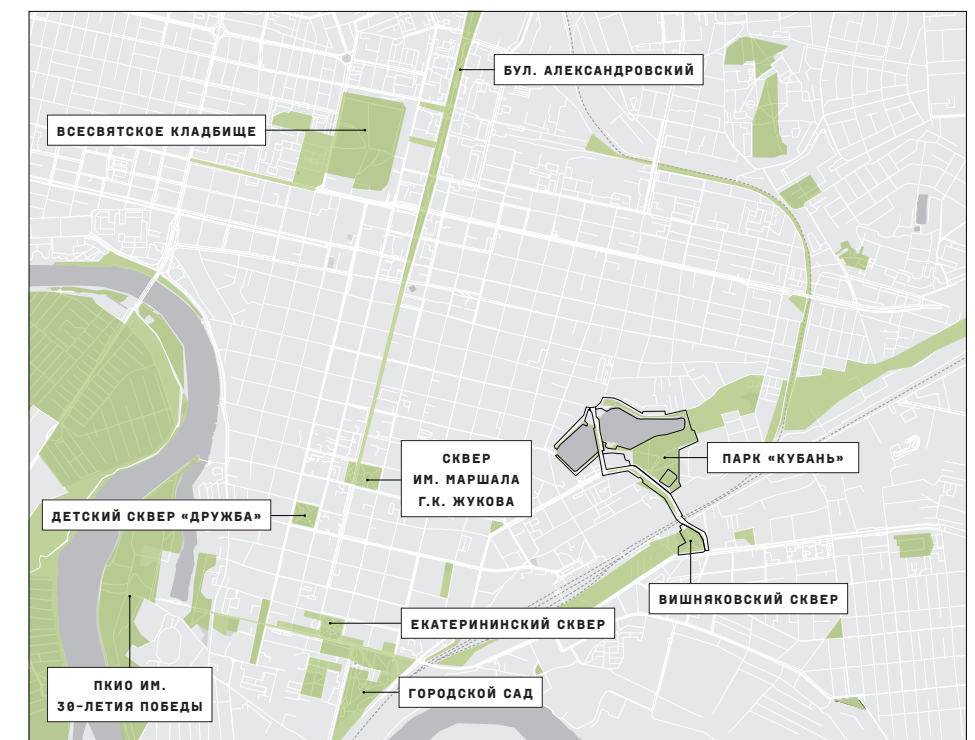 БУЛ. АЛЕКСАНДРОВСКИЙ
ВСЕСВЯТСКОЕ КЛАДБИЩЕ
СКВЕР
ИМ. МАРШАЛА
Г.К. ЖУКОВА
ПАРК «КУБАНЬ»
ДЕТСКИЙ СКВЕР «ДРУЖБА»
ВИШНЯКОВСКИЙ СКВЕР
ЕКАТЕРИНИНСКИЙ СКВЕР
ПКИО ИМ.
30-ЛЕТИЯ ПОБЕДЫ
ГОРОДСКОЙ САД